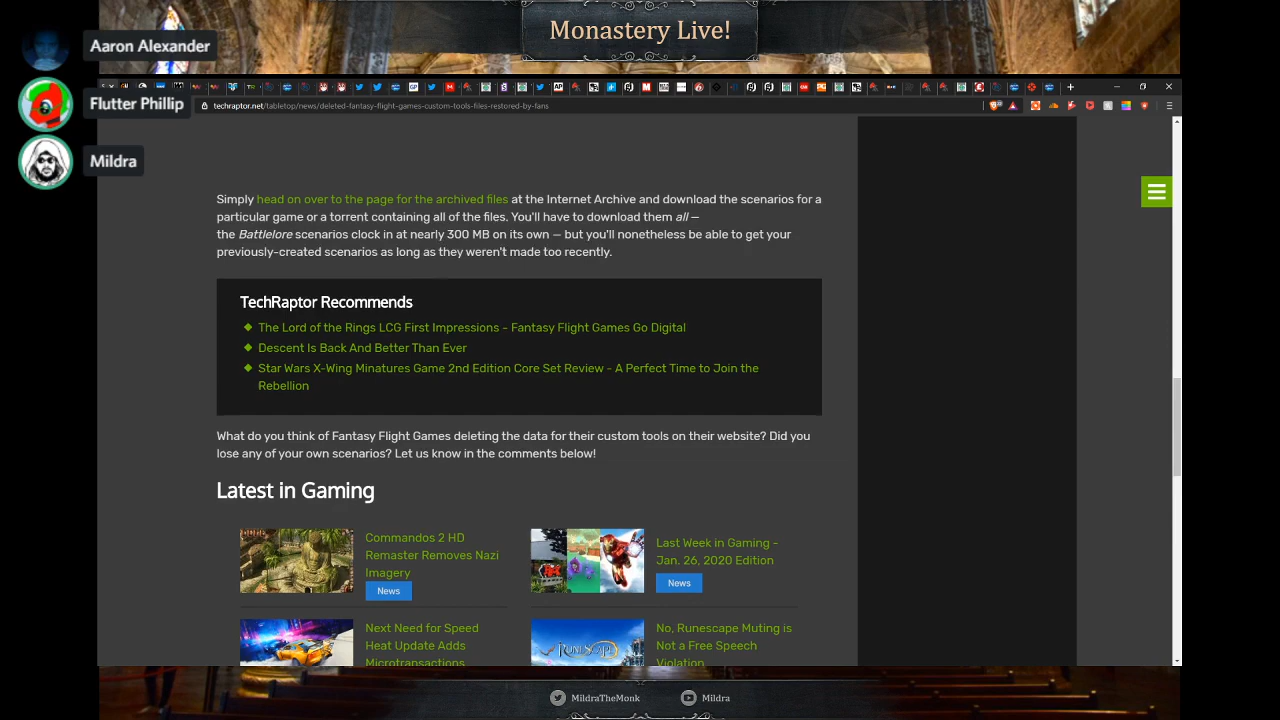 Monastery Live!
Aaron Alexander
Flutter Phillip
Mildra
techraptor.net/tabletop/news/deleted-fantasy-flight-games-custom-tools-files-restored-by-fans
Simply head on over to the page for the archived files at the Internet Archive and download the scenarios for a
particular game or a torrent containing all of the files. You'll have to download them all —
the Battlelore scenarios clock in at nearly 300 MB on its own — but you'll nonetheless be able to get your
previously-created scenarios as long as they weren't made too recently.
TechRaptor Recommends
The Lord of the Rings LCG First Impressions - Fantasy Flight Games Go Digital
Descent Is Back And Better Than Ever
Star Wars X-Wing Minatures Game 2nd Edition Core Set Review - A Perfect Time to Join the
Rebellion
What do you think of Fantasy Flight Games deleting the data for their custom tools on their website? Did you
lose any of your own scenarios? Let us know in the comments below!
Latest in Gaming
Commandos 2 HD
Remaster Removes Nazi
Imagery
News
Last Week in Gaming -
Jan. 26, 2020 Edition
News
Next Need for Speed
Heat Update Adds
Microtransactions
RuneScape
No, Runescape Muting is
Not a Free Speech
Violation
MildraTheMonk
Mildra